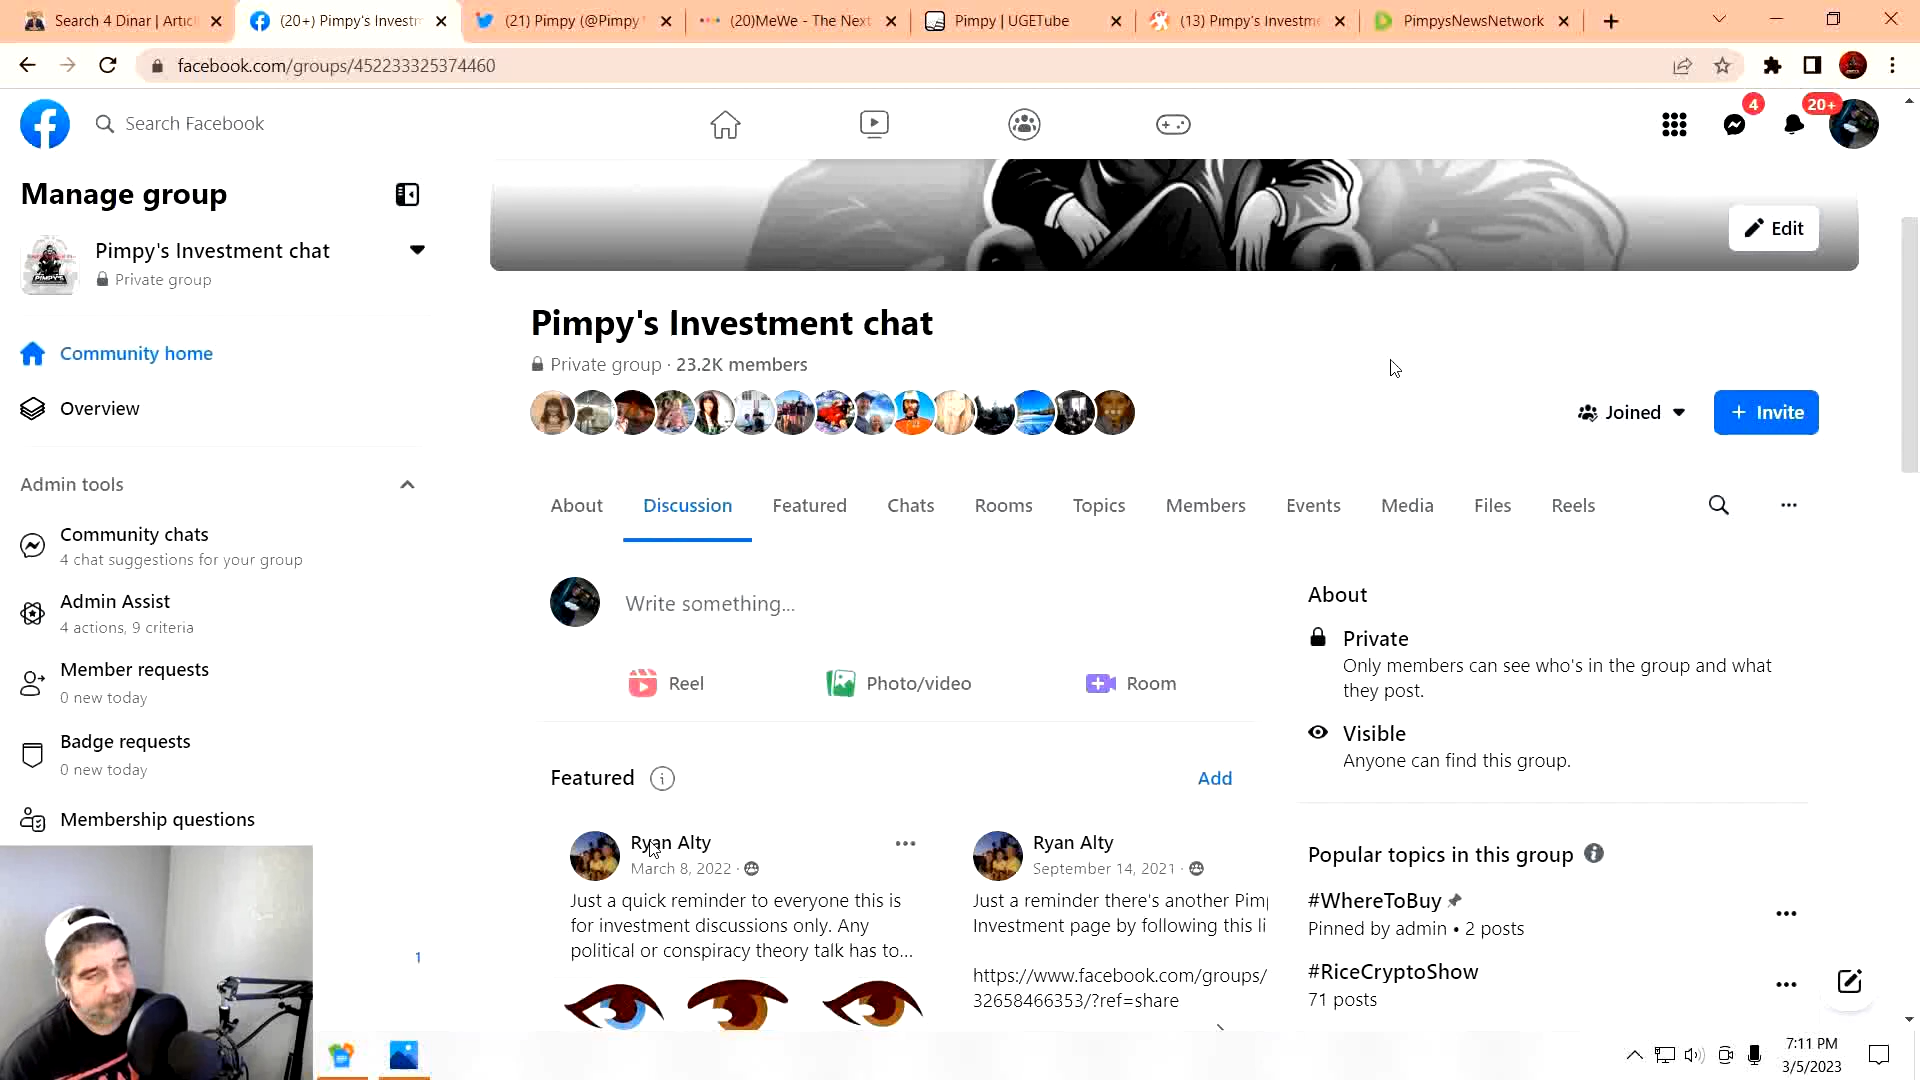 Search 4 Dinar | Articl
(20+) Pimpy's Investm
(21) Pimpy (@Pimpy
(20)MeWe - The Next
Pimpy | UGETube
(13) Pimpy's Investme
PimpysNewsNetwork
facebook.com/groups/452233325374460
Search Facebook
4
20+
Manage group
Pimpy's Investment chat
Private group
Community home
Overview
Admin tools
Community chats
4 chat suggestions for your group
Admin Assist
4 actions, 9 criteria
Member requests
0 new today
Badge requests
0 new today
Membership questions
1
Edit
Pimpy's Investment chat
Private group · 23.2K members
Joined
+ Invite
About
Discussion
Featured
Chats
Rooms
Topics
Members
Events
Media
Files
Reels
Write something...
Reel
Photo/video
Room
Featured
Add
Ryan Alty
March 8, 2022 ·
Just a quick reminder to everyone this is
for investment discussions only. Any
political or conspiracy theory talk has to...
Ryan Alty
September 14, 2021 ·
Just a reminder there's another Pimp
Investment page by following this li
https://www.facebook.com/groups/
32658466353/?ref=share
About
Private
Only members can see who's in the group and what
they post.
Visible
Anyone can find this group.
Popular topics in this group
#WhereToBuy
Pinned by admin • 2 posts
#RiceCryptoShow
71 posts
7:11 PM
3/5/2023